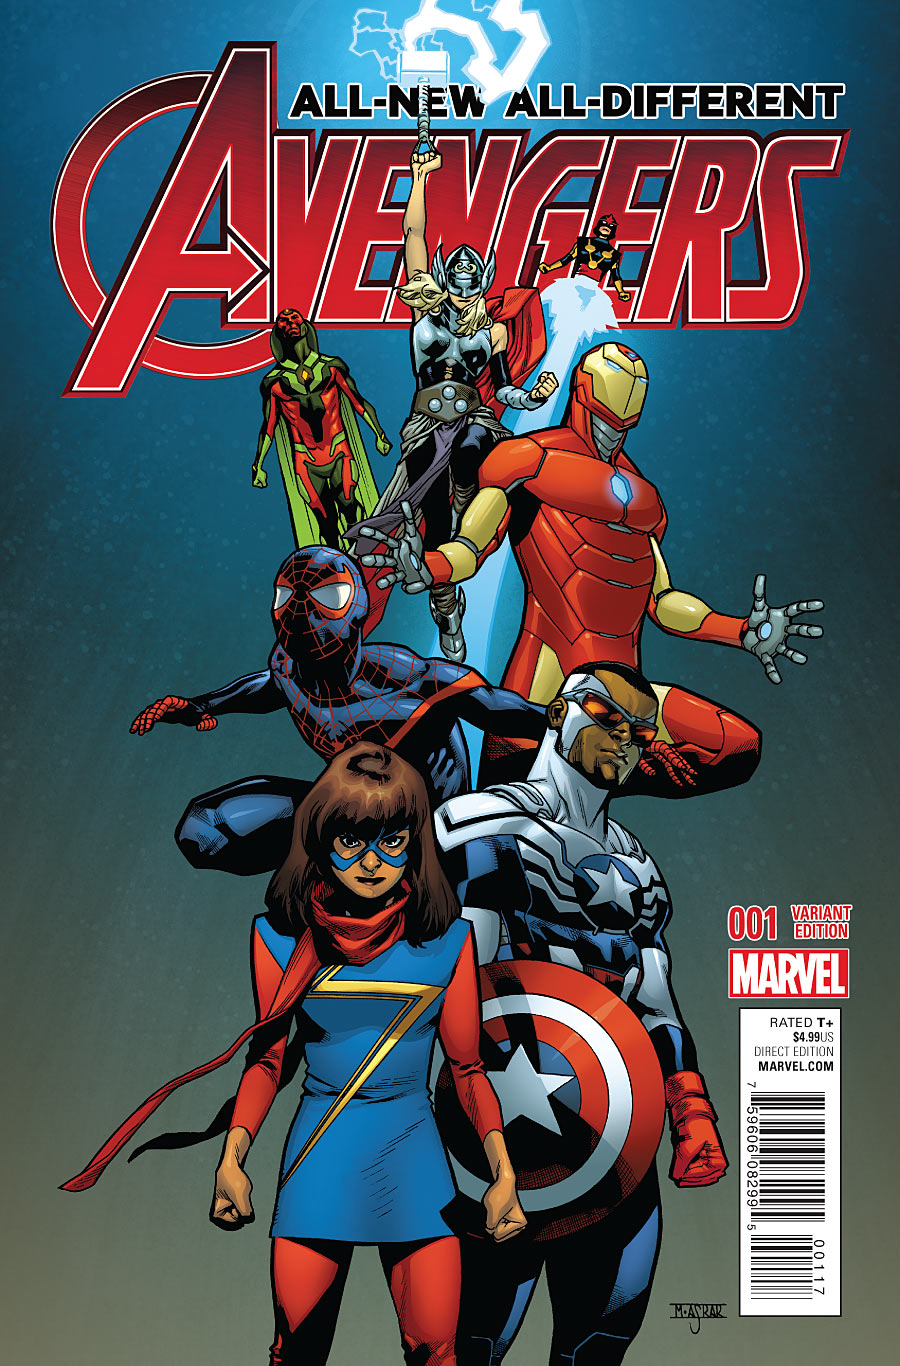 ALL-NEW ALL-DIFFERENT
AVENGERS
001 VARIANT
EDITION
MARVEL
RATED T+
$4.99US
DIRECT EDITION
MARVEL.COM
7 59606 08299 5
00117
M·ASRAR